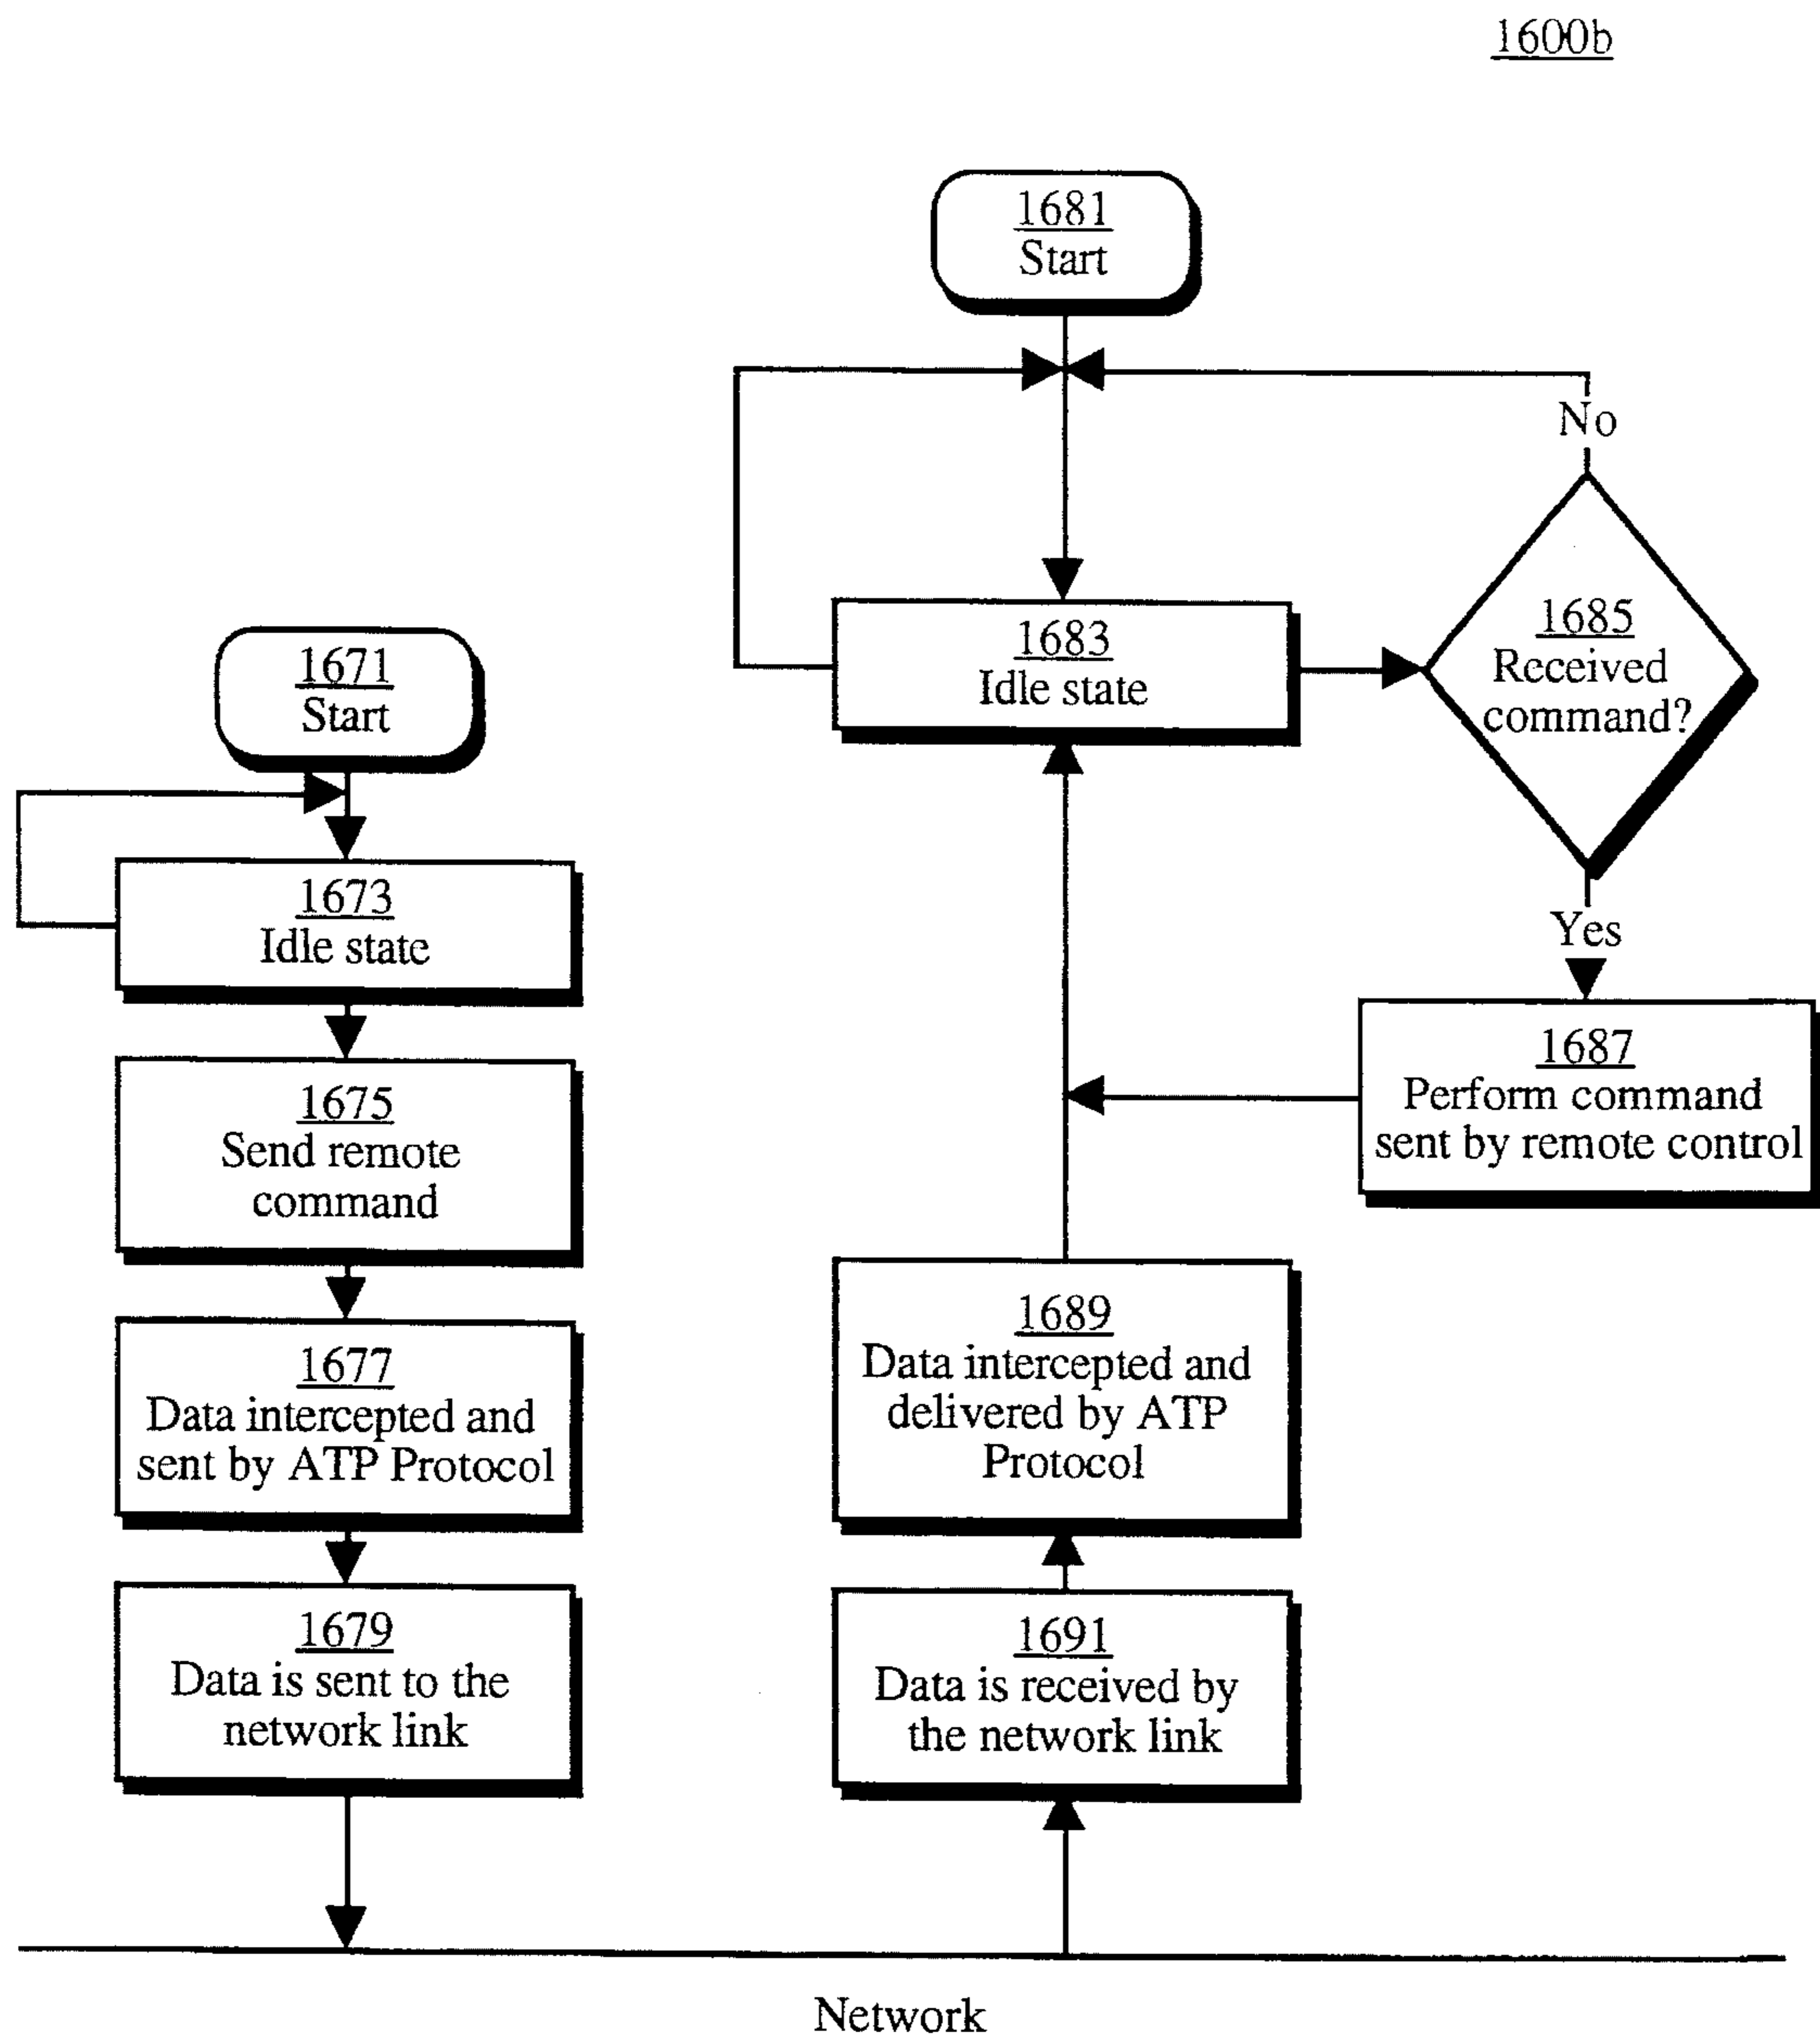 1600b
1681
Start
No
1685
Received
command?
1683
Idle state
1671
Start
1673
Idle state
Yes
1687
Perform command
sent by remote control
1675
Send remote
command
1689
Data intercepted and
delivered by ATP
Protocol
1677
Data intercepted and
sent by ATP Protocol
1679
Data is sent to the
network link
1691
Data is received by
the network link
Network